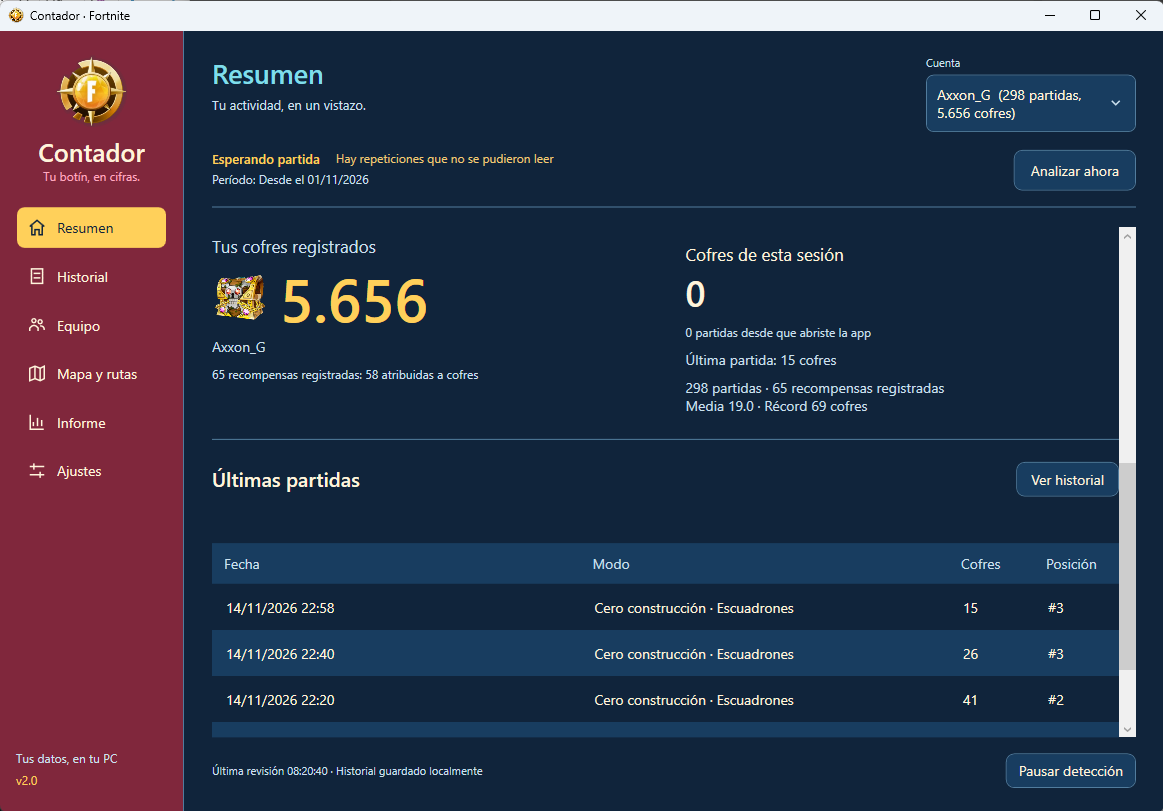 Contador · Fortnite
F
Contador
Tu botín, en cifras.
Resumen
Historial
Equipo
Mapa y rutas
Informe
Ajustes
Tus datos, en tu PC
v2.0
Resumen
Tu actividad, en un vistazo.
Cuenta
Axxon_G (298 partidas,
5.656 cofres)
Esperando partida Hay repeticiones que no se pudieron leer
Período: Desde el 01/11/2026
Analizar ahora
Tus cofres registrados
5.656
Axxon_G
65 recompensas registradas: 58 atribuidas a cofres
Cofres de esta sesión
0
0 partidas desde que abriste la app
Última partida: 15 cofres
298 partidas · 65 recompensas registradas
Media 19.0 · Récord 69 cofres
Últimas partidas
Ver historial
Fecha Modo Cofres Posición
14/11/2026 22:58 Cero construcción · Escuadrones 15 #3
14/11/2026 22:40 Cero construcción · Escuadrones 26 #3
14/11/2026 22:20 Cero construcción · Escuadrones 41 #2
Última revisión 08:20:40 · Historial guardado localmente
Pausar detección